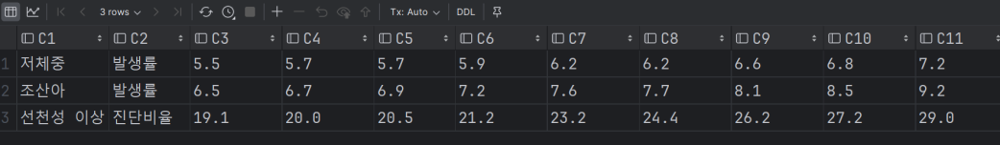 3 rows Tx: Auto DDL
C1 C2 C3 C4 C5 C6 C7 C8 C9 C10 C11
1 저체중 발생률 5.5 5.7 5.7 5.9 6.2 6.2 6.6 6.8 7.2
2 조산아 발생률 6.5 6.7 6.9 7.2 7.6 7.7 8.1 8.5 9.2
3 선천성 이상 진단비율 19.1 20.0 20.5 21.2 23.2 24.4 26.2 27.2 29.0